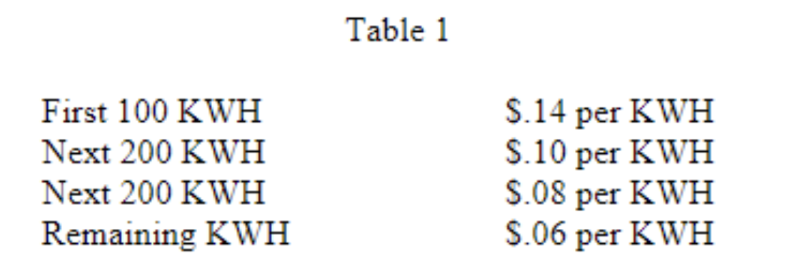 Table 1
First 100 KWH $.14 per KWH
Next 200 KWH $.10 per KWH
Next 200 KWH $.08 per KWH
Remaining KWH $.06 per KWH